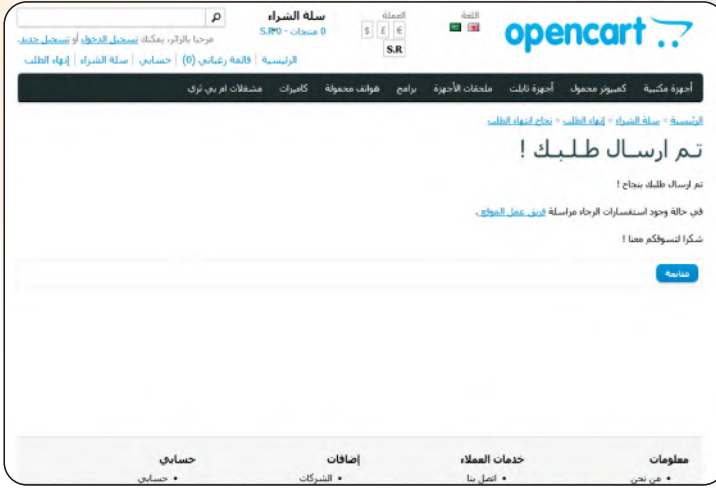 opencart
اللغة
العملة
€ £ $
S.R
سلة الشراء
0 منتجات - S.R0
مرحبا بالزائر، يمكنك تسجيل الدخول أو تسجيل جديد.
الرئيسية | قائمة رغباتي (0) | حسابي | سلة الشراء | إنهاء الطلب
أجهزة مكتبية كمبيوتر محمول أجهزة تابلت ملحقات الأجهزة برامج هواتف محمولة كاميرات مشغلات ام بي ثري
الرئيسية » سلة الشراء » إنهاء الطلب » نجاح انتهاء الطلب
تم ارسال طلبك !
تم ارسال طلبك بنجاح !
في حالة وجود استفسارات الرجاء مراسلة فريق عمل الموقع .
شكرا لتسوقكم معنا !
متابعة
معلومات خدمات العملاء إضافات حسابي
• من نحن • اتصل بنا • الشركات • حسابي